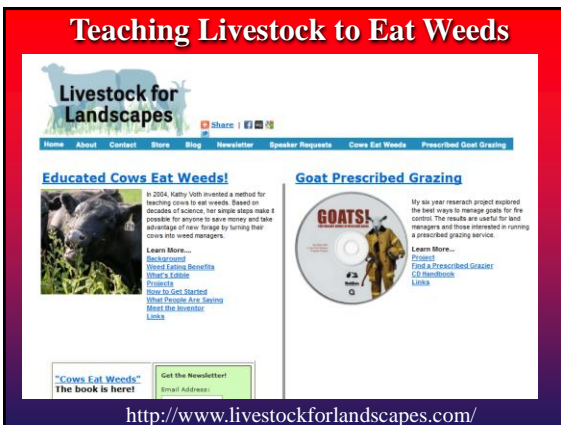 Teaching Livestock to Eat Weeds
Livestock for
Landscapes
Share |
Home About Contact Store Blog Newsletter Speaker Requests Cows Eat Weeds Prescribed Goat Grazing
Educated Cows Eat Weeds!
In 2004, Kathy Voth invented a method for
teaching cows to eat weeds. Based on
decades of science, her simple steps make it
possible for anyone to save money and take
advantage of new forage by turning their
cows into weed managers.
Learn More...
Background
Weed Eating Benefits
What's Edible
Projects
How to Get Started
What People Are Saying
Meet the Inventor
Links
Goat Prescribed Grazing
GOATS!
My six year reserach project explored
the best ways to manage goats for fire
control. The results are useful for land
managers and those interested in running
a prescribed grazing service.
Learn More...
Project
Find a Prescribed Grazier
CD Handbook
Links
"Cows Eat Weeds"
The book is here!
Get the Newsletter!
Email Address:
http://www.livestockforlandscapes.com/